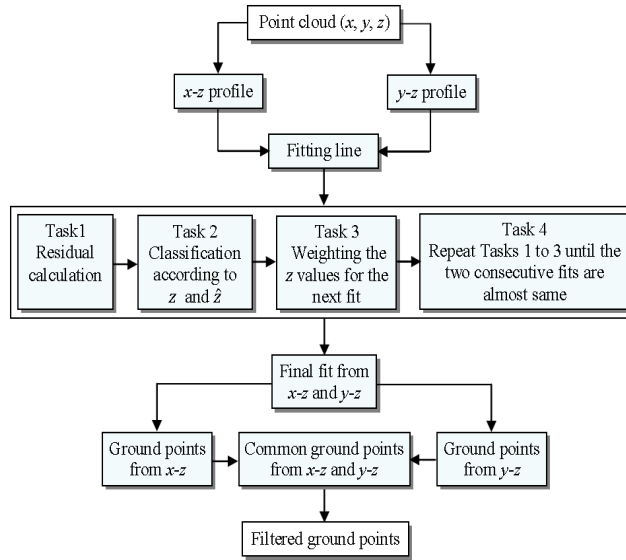 Point cloud (x, y, z)
x-z profile
y-z profile
Fitting line
Task1
Residual
calculation
Task 2
Classification
according to
z and ẑ
Task 3
Weighting the
z values for the
next fit
Task 4
Repeat Tasks 1 to 3 until the
two consecutive fits are
almost same
Final fit from
x-z and y-z
Ground points
from x-z
Common ground points
from x-z and y-z
Ground points
from y-z
Filtered ground points